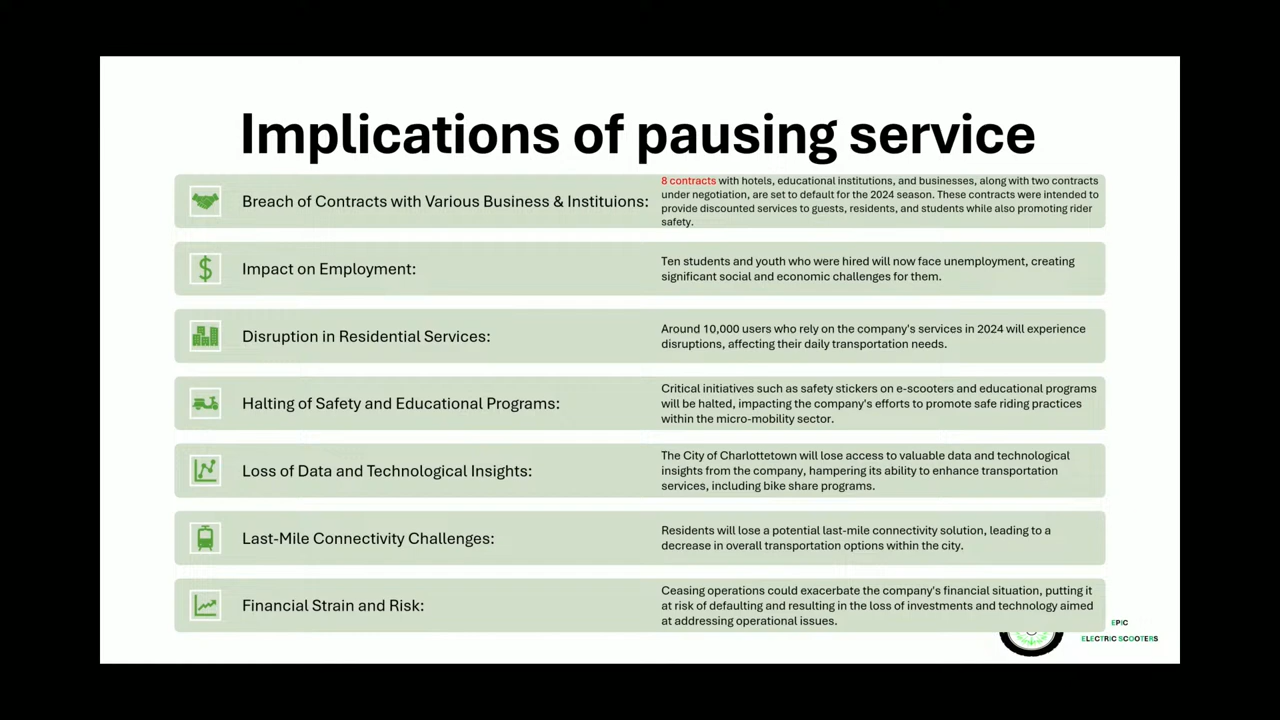 Implications of pausing service
Breach of Contracts with Various Business & Instituions:
8 contracts with hotels, educational institutions, and businesses, along with two contracts
under negotiation, are set to default for the 2024 season. These contracts were intended to
provide discounted services to guests, residents, and students while also promoting rider
safety.
Impact on Employment:
Ten students and youth who were hired will now face unemployment, creating
significant social and economic challenges for them.
Disruption in Residential Services:
Around 10,000 users who rely on the company's services in 2024 will experience
disruptions, affecting their daily transportation needs.
Halting of Safety and Educational Programs:
Critical initiatives such as safety stickers on e-scooters and educational programs
will be halted, impacting the company's efforts to promote safe riding practices
within the micro-mobility sector.
Loss of Data and Technological Insights:
The City of Charlottetown will lose access to valuable data and technological
insights from the company, hampering its ability to enhance transportation
services, including bike share programs.
Last-Mile Connectivity Challenges:
Residents will lose a potential last-mile connectivity solution, leading to a
decrease in overall transportation options within the city.
Financial Strain and Risk:
Ceasing operations could exacerbate the company's financial situation, putting it
at risk of defaulting and resulting in the loss of investments and technology aimed
at addressing operational issues.
EPIC
ELECTRIC SCOOTERS